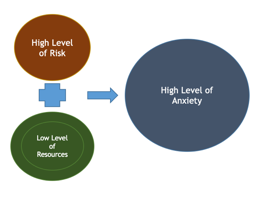 High Level
of Risk
High Level of
Anxiety
Low Level
of
Resources